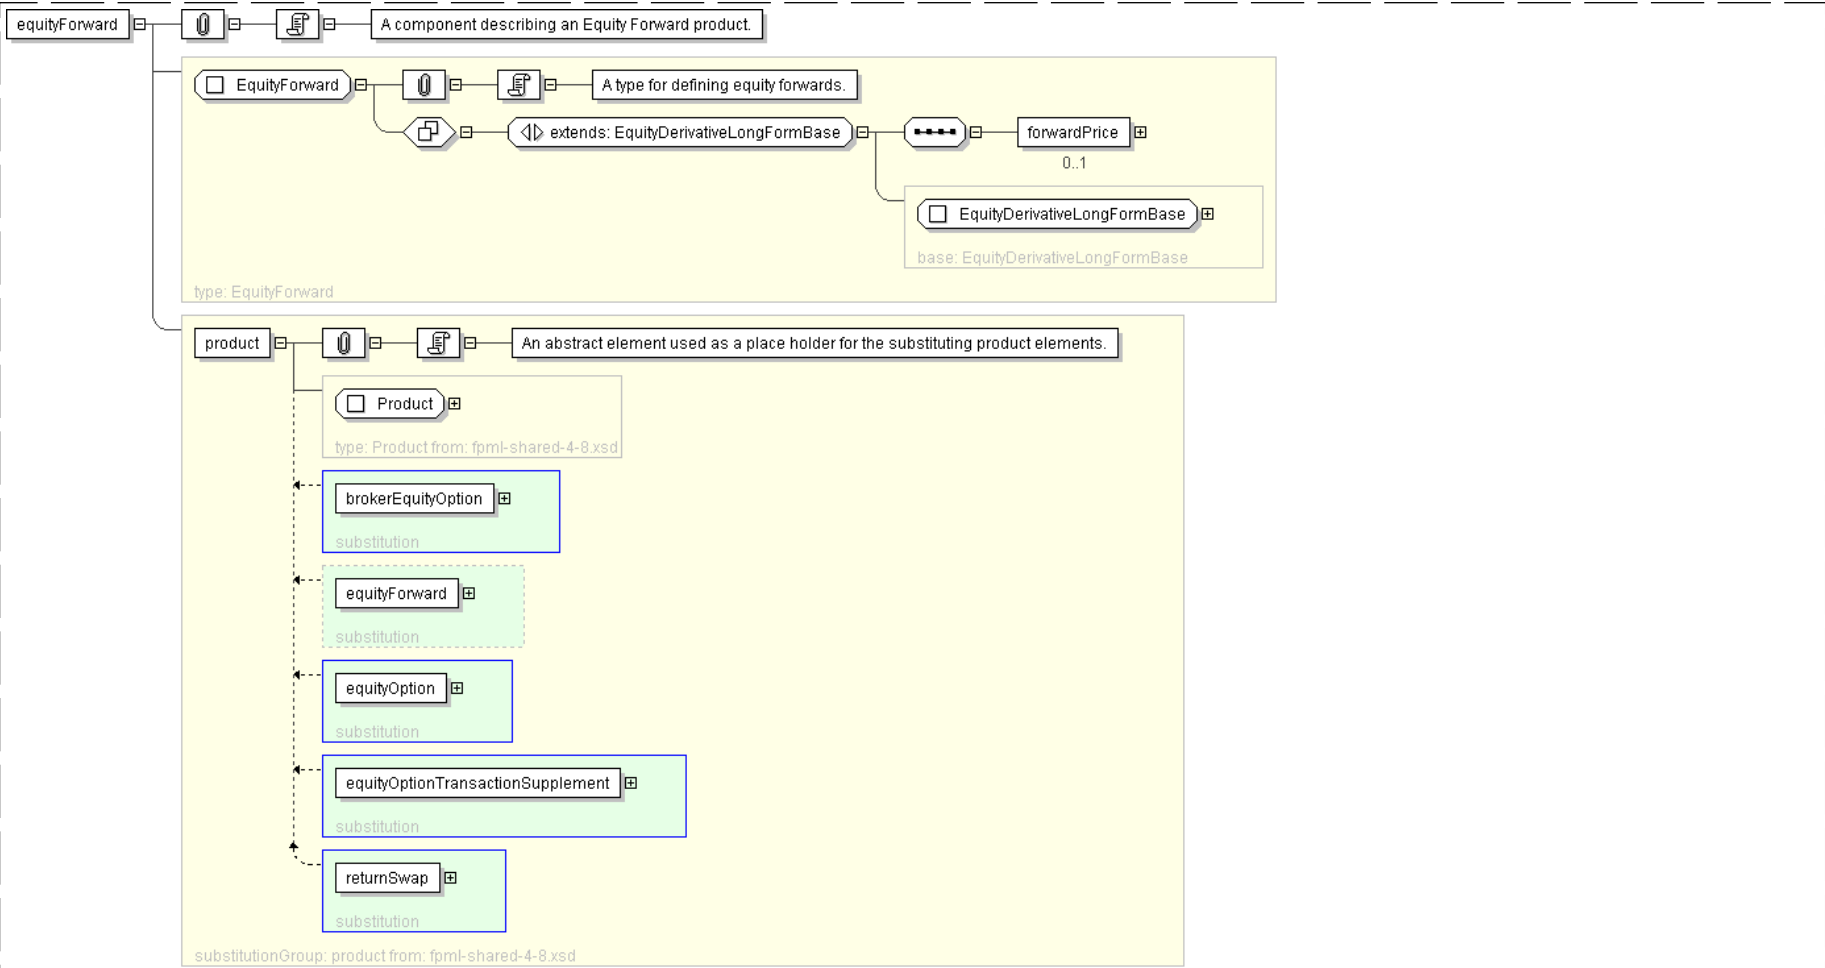 equityForward
A component describing an Equity Forward product.
EquityForward
A type for defining equity forwards.
extends: EquityDerivativeLongFormBase
forwardPrice
0..1
EquityDerivativeLongFormBase
base: EquityDerivativeLongFormBase
type: EquityForward
product
An abstract element used as a place holder for the substituting product elements.
Product
type: Product from: fpml-shared-4-8.xsd
brokerEquityOption
substitution
equityForward
substitution
equityOption
substitution
equityOptionTransactionSupplement
substitution
returnSwap
substitution
substitutionGroup: product from: fpml-shared-4-8.xsd